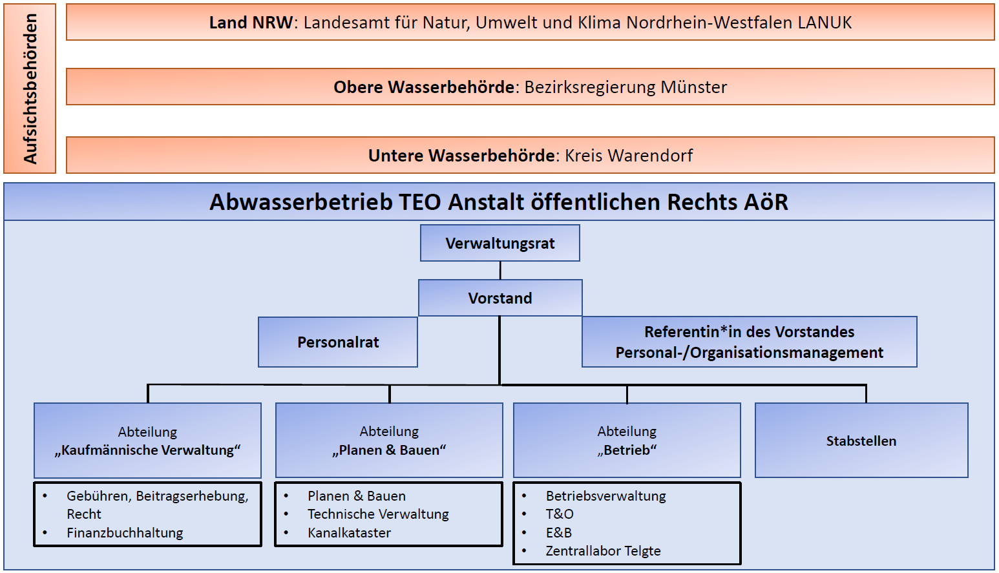 Aufsichtsbehörden
Land NRW: Landesamt für Natur, Umwelt und Klima Nordrhein-Westfalen LANUK
Obere Wasserbehörde: Bezirksregierung Münster
Untere Wasserbehörde: Kreis Warendorf
Abwasserbetrieb TEO Anstalt öffentlichen Rechts AöR
Verwaltungsrat
Vorstand
Personalrat
Referentin*in des Vorstandes
Personal-/Organisationsmanagement
Abteilung
„Kaufmännische Verwaltung“
• Gebühren, Beitragserhebung,
Recht
• Finanzbuchhaltung
Abteilung
„Planen & Bauen“
• Planen & Bauen
• Technische Verwaltung
• Kanalkataster
Abteilung
„Betrieb“
• Betriebsverwaltung
• T&O
• E&B
• Zentrallabor Telgte
Stabstellen